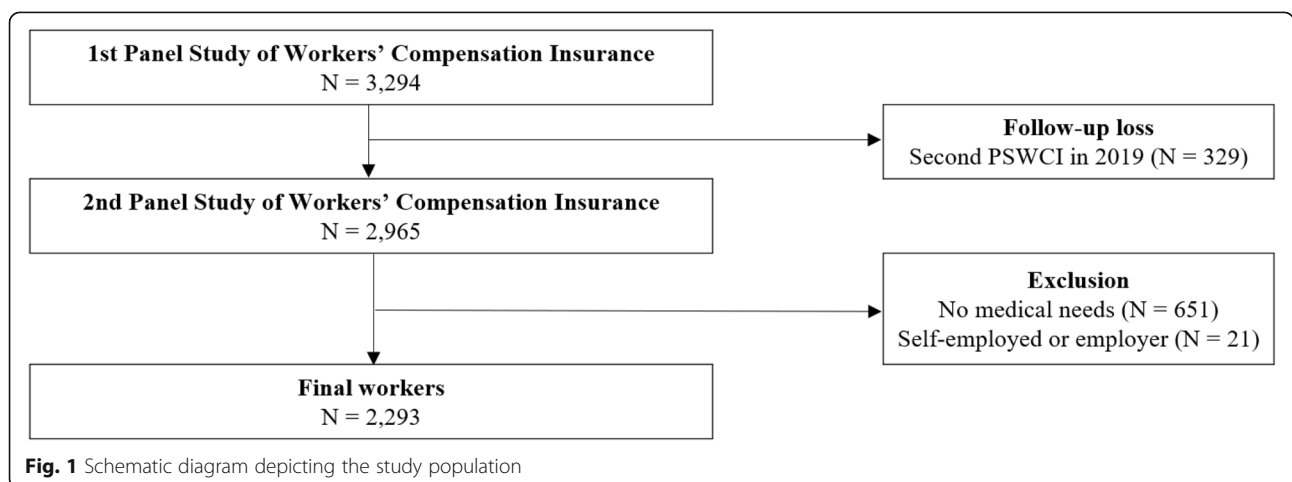 1st Panel Study of Workers’ Compensation Insurance
N = 3,294
Follow-up loss
Second PSWCI in 2019 (N = 329)
2nd Panel Study of Workers’ Compensation Insurance
N = 2,965
Exclusion
No medical needs (N = 651)
Self-employed or employer (N = 21)
Final workers
N = 2,293
Fig. 1 Schematic diagram depicting the study population